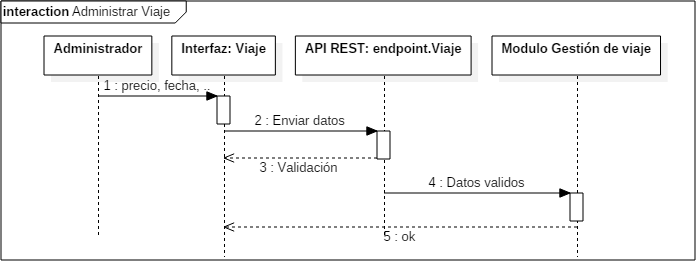 interaction Administrar Viaje
Administrador
Interfaz: Viaje
API REST: endpoint.Viaje
Modulo Gestión de viaje
1 : precio, fecha, ..
2 : Enviar datos
3 : Validación
4 : Datos validos
5 : ok